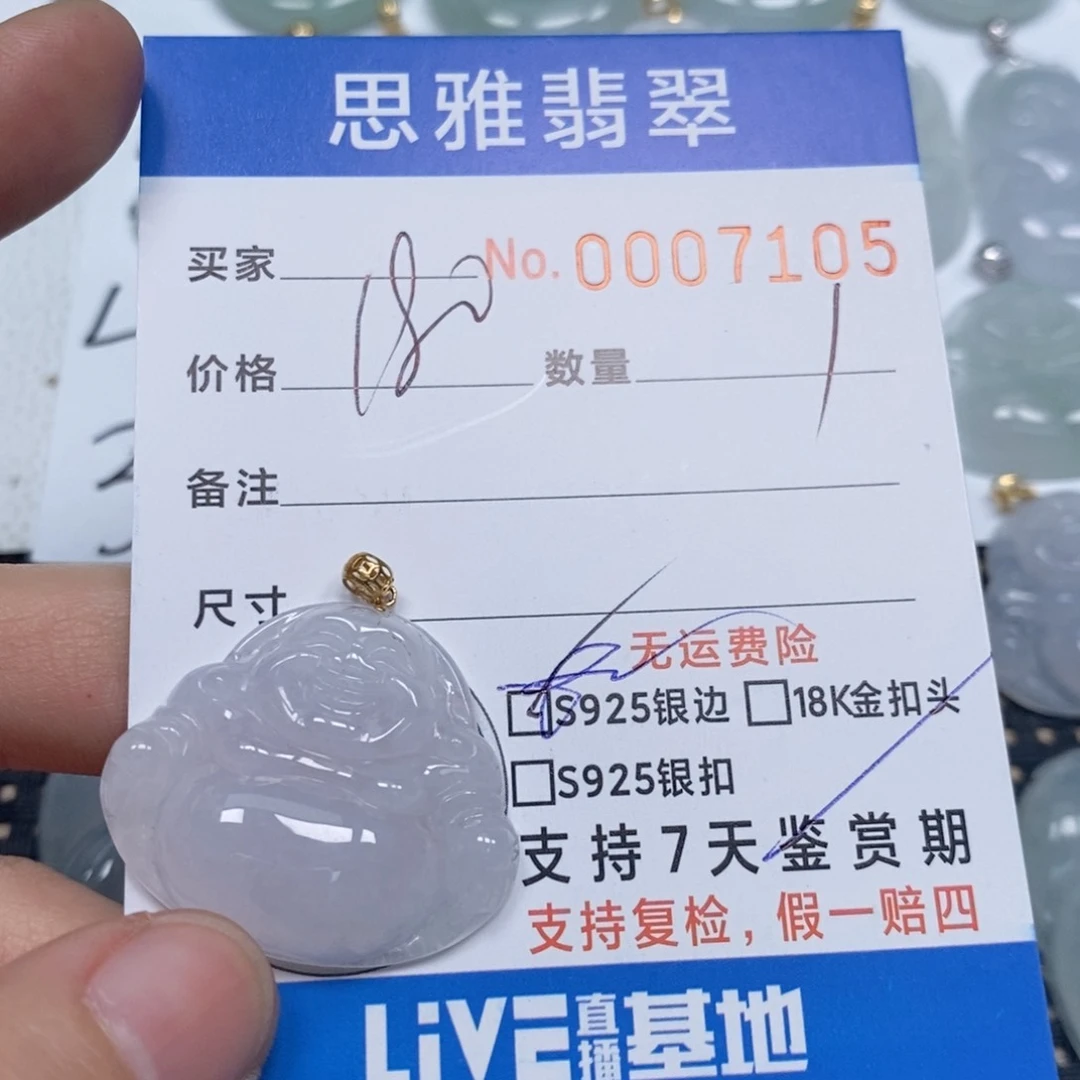 思雅翡翠
买家 No. 0007105
价格 180 数量 1
备注
尺寸
无运费险
S925银边 18K金扣头
S925银扣
支持7天鉴赏期
支持复检，假一赔四
LiVE直播基地